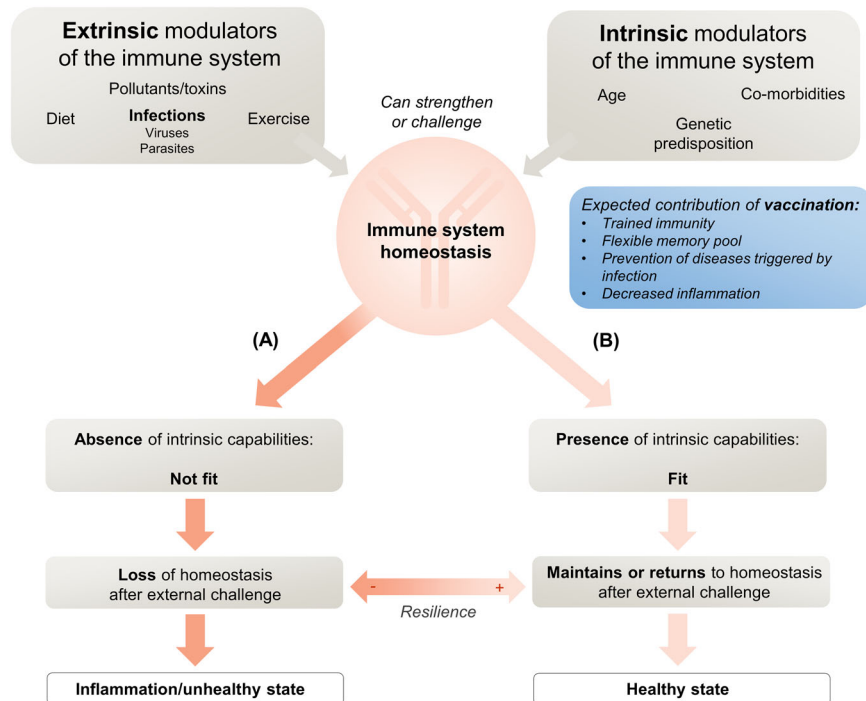 Extrinsic modulators
of the immune system
Pollutants/toxins
Diet
Infections
Viruses
Parasites
Exercise
Can strengthen
or challenge
Intrinsic modulators
of the immune system
Age
Co-morbidities
Genetic
predisposition
Immune system
homeostasis
Expected contribution of vaccination:
• Trained immunity
• Flexible memory pool
• Prevention of diseases triggered by
infection
• Decreased inflammation
(A)
(B)
Absence of intrinsic capabilities:
Not fit
Presence of intrinsic capabilities:
Fit
Loss of homeostasis
after external challenge
- +
Resilience
Maintains or returns to homeostasis
after external challenge
Inflammation/unhealthy state
Healthy state